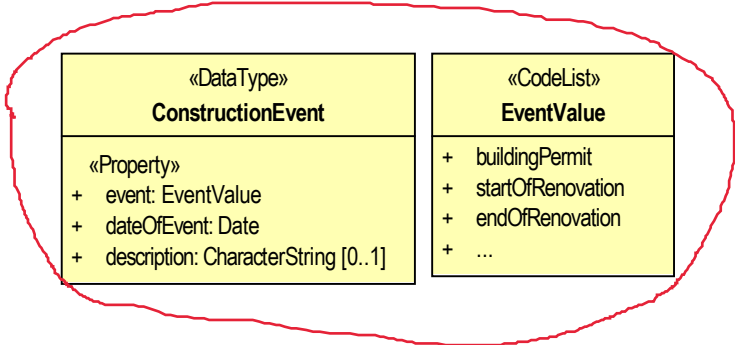 «DataType»
ConstructionEvent
«Property»
+ event: EventValue
+ dateOfEvent: Date
+ description: CharacterString [0..1]
«CodeList»
EventValue
+ buildingPermit
+ startOfRenovation
+ endOfRenovation
+ ...